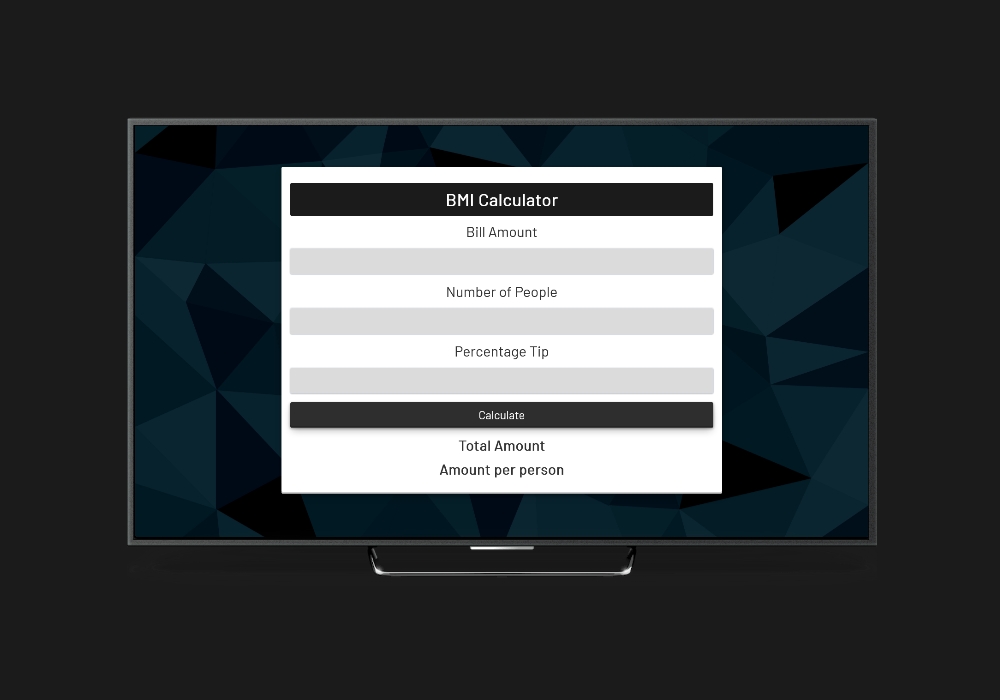 BMI Calculator
Bill Amount
Number of People
Percentage Tip
Calculate
Total Amount
Amount per person